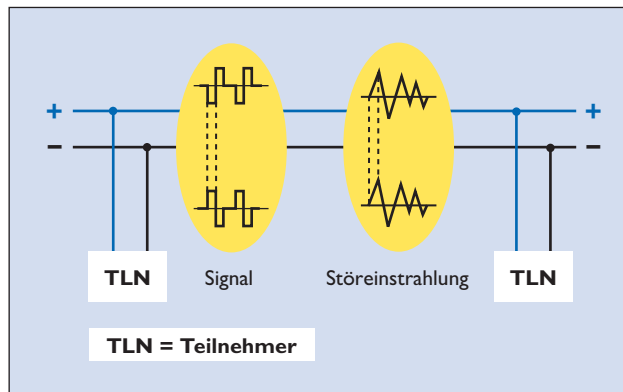 + +
– –
TLN Signal Störeinstrahlung TLN
TLN = Teilnehmer